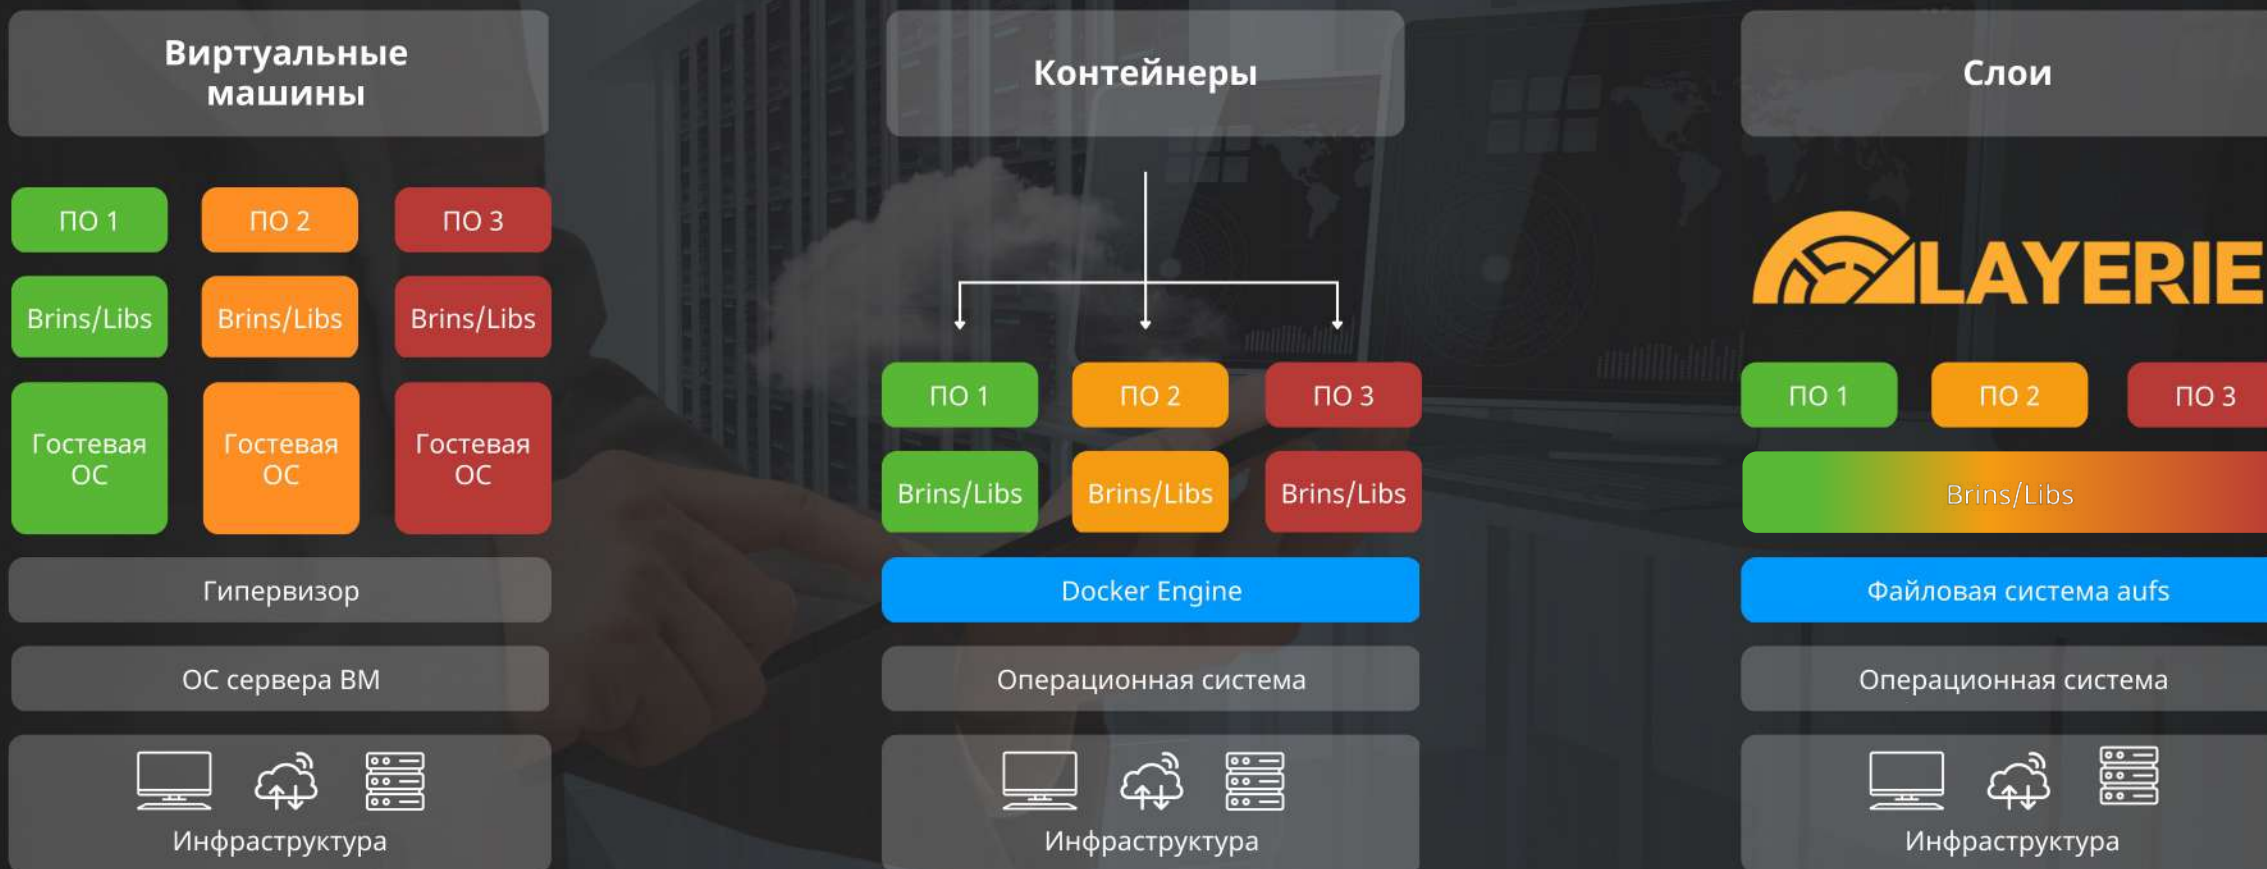 Виртуальные
машины
ПО 1
ПО 2
ПО 3
Brins/Libs
Brins/Libs
Brins/Libs
Гостевая
ОС
Гостевая
ОС
Гостевая
ОС
Гипервизор
ОС сервера ВМ
Инфраструктура
Контейнеры
ПО 1
ПО 2
ПО 3
Brins/Libs
Brins/Libs
Brins/Libs
Docker Engine
Операционная система
Инфраструктура
Слои
LAYERIE
ПО 1
ПО 2
ПО 3
Brins/Libs
Файловая система aufs
Операционная система
Инфраструктура